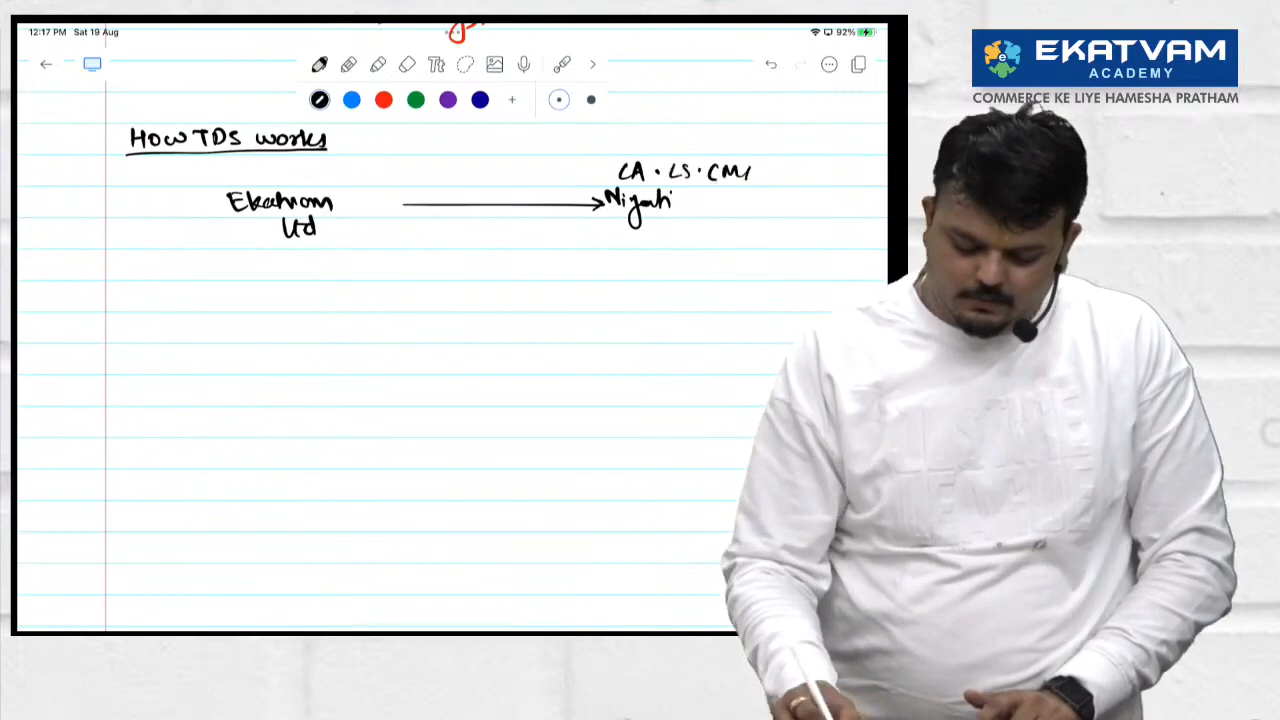 12:17 PM Sat 19 Aug
92%
EKATVAM
ACADEMY
COMMERCE KE LIYE HAMESHA PRATHAM
How TDS works
CA . CS . CMA
Ekatvam
Niyati
Ltd